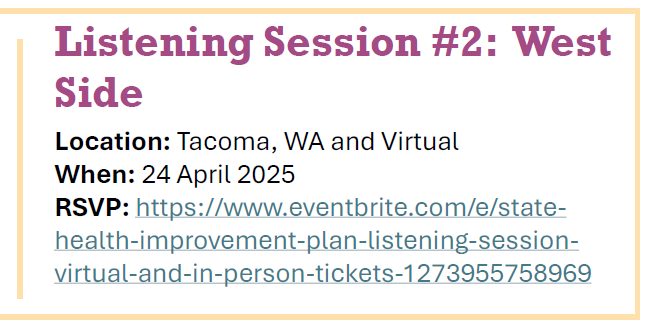 Listening Session #2: West
Side
Location: Tacoma, WA and Virtual
When: 24 April 2025
RSVP: https://www.eventbrite.com/e/state-
health-improvement-plan-listening-session-
virtual-and-in-person-tickets-1273955758969